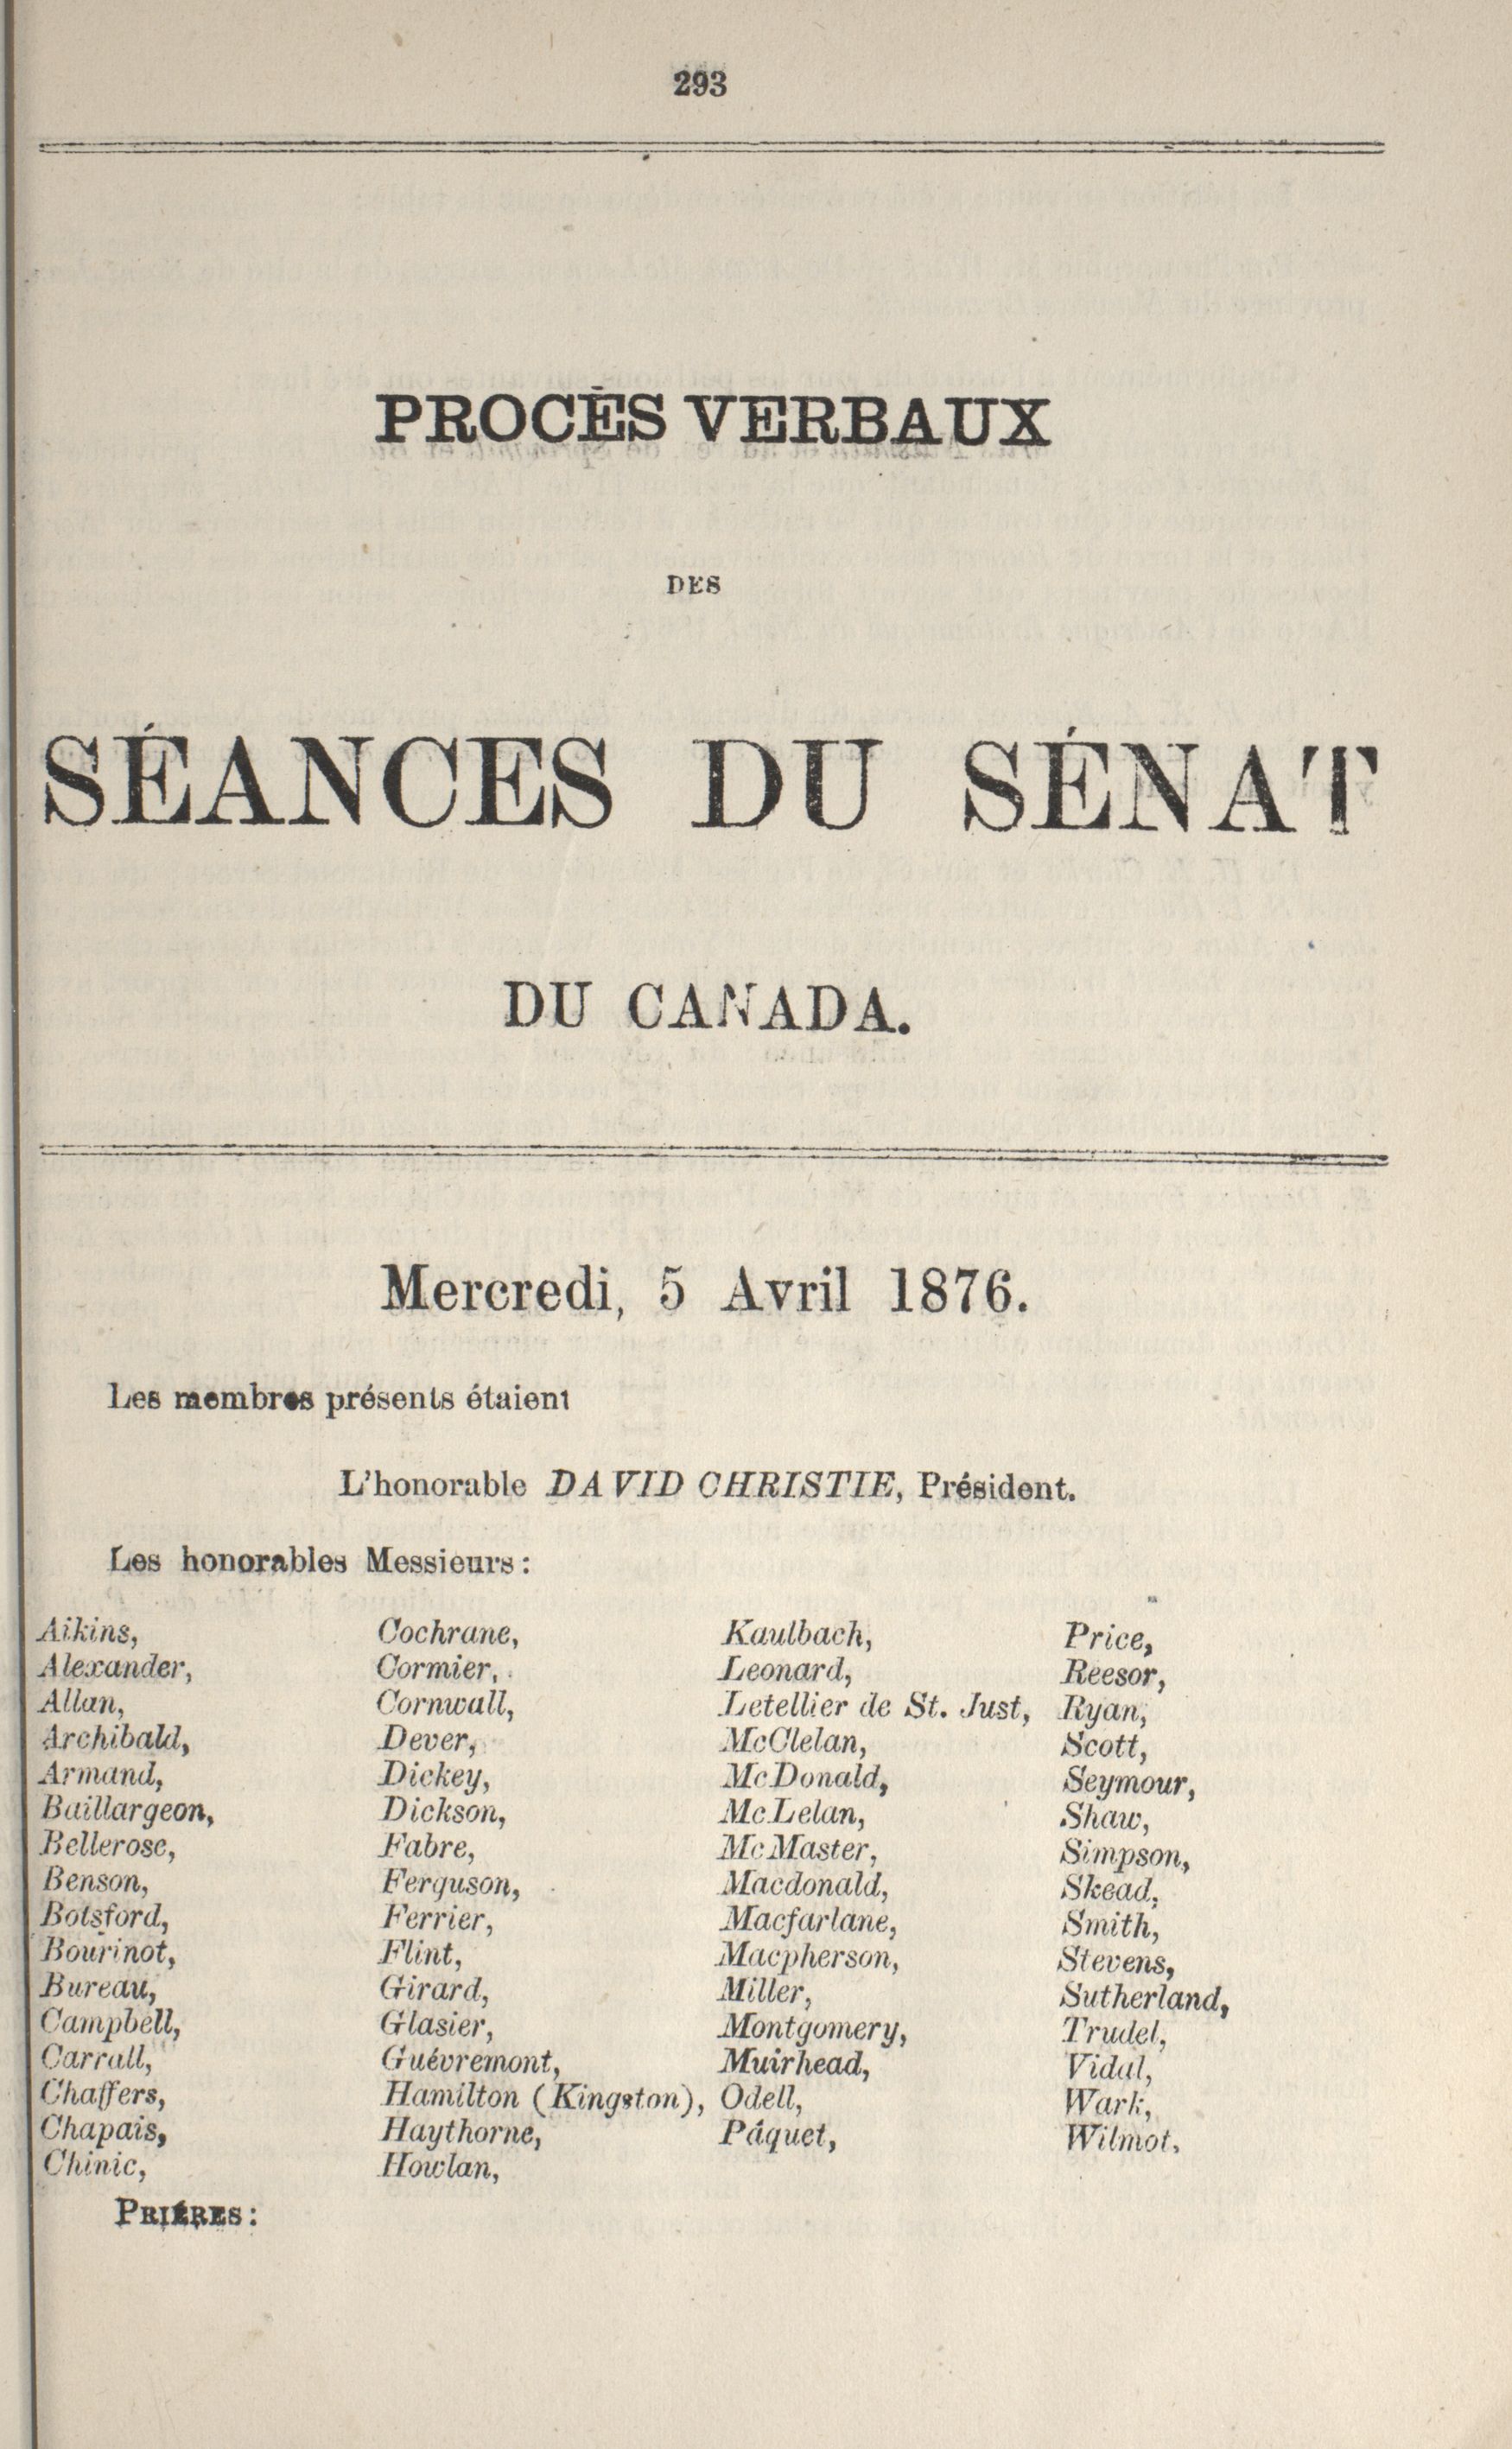 293
PROCÈS VERBAUX
DES
SÉANCES DU SÉNAT
DU CANADA.
Mercredi, 5 Avril 1876.
Les membres présents étaient
L'honorable DAVID CHRISTIE, Président.
Les honorables Messieurs:
Aikins,
Alexander,
Allan,
Archibald,
Armand,
Baillargeon,
Bellerose,
Benson,
Botsford,
Bourinot,
Bureau,
Campbell,
Carrall,
Chaffers,
Chapais,
Chinic,
Cochrane,
Cormier,
Cornwall,
Dever,
Dickey,
Dickson,
Fabre,
Ferguson,
Ferrier,
Flint,
Girard,
Glasier,
Guévremont,
Hamilton (Kingston),
Haythorne,
Howlan,
Kaulbach,
Leonard,
Letellier de St. Just,
McClelan,
McDonald,
McLelan,
McMaster,
Macdonald,
Macfarlane,
Macpherson,
Miller,
Montgomery,
Muirhead,
Odell,
Pâquet,
Price,
Reesor,
Ryan,
Scott,
Seymour,
Shaw,
Simpson,
Skead,
Smith,
Stevens,
Sutherland,
Trudel,
Vidal,
Wark,
Wilmot.
PRIÈRES: